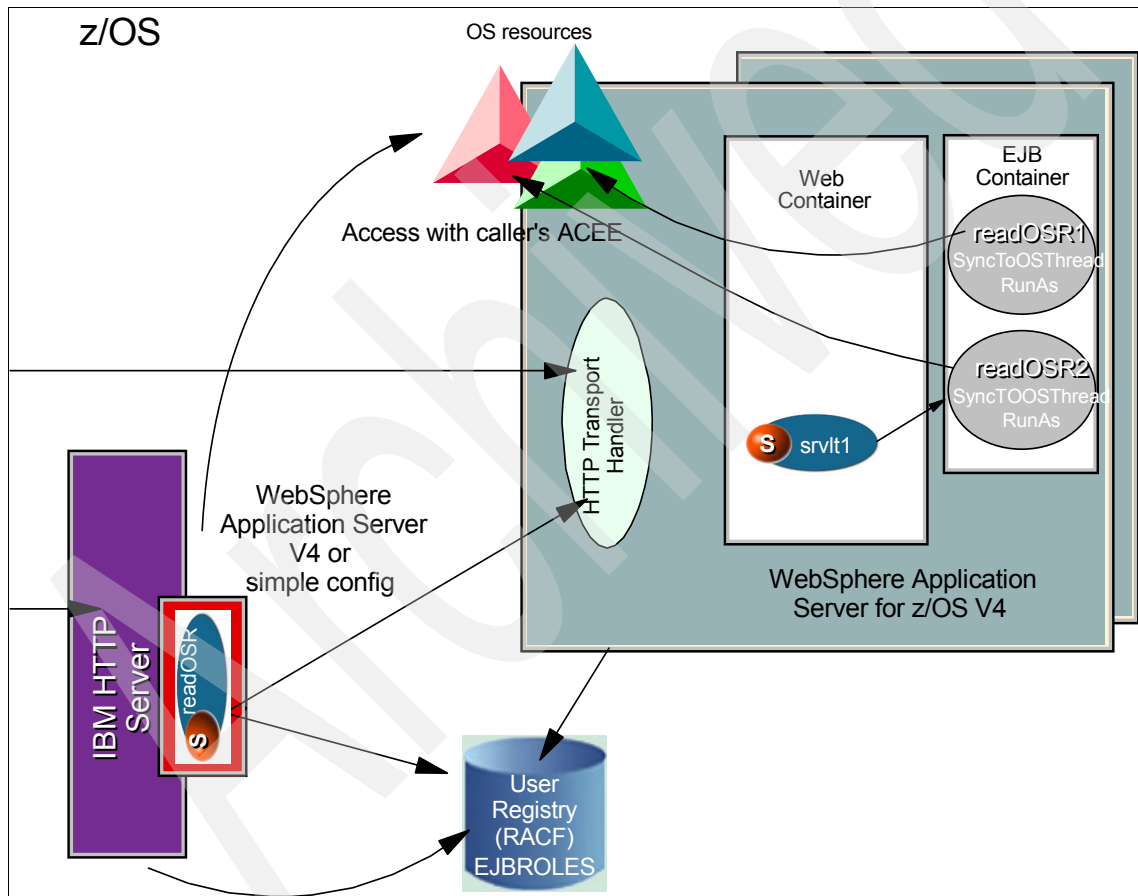 z/OS
OS resources
Access with caller's ACEE
Web
Container
EJB
Container
readOSR1
SyncToOSThread
RunAs
readOSR2
SyncTOOSThread
RunAs
S
srvlt1
HTTP Transport
Handler
WebSphere
Application Server
V4 or
simple config
WebSphere Application
Server for z/OS V4
IBM HTTP
Server
readOSR
S
User
Registry
(RACF)
EJBROLES
Archived